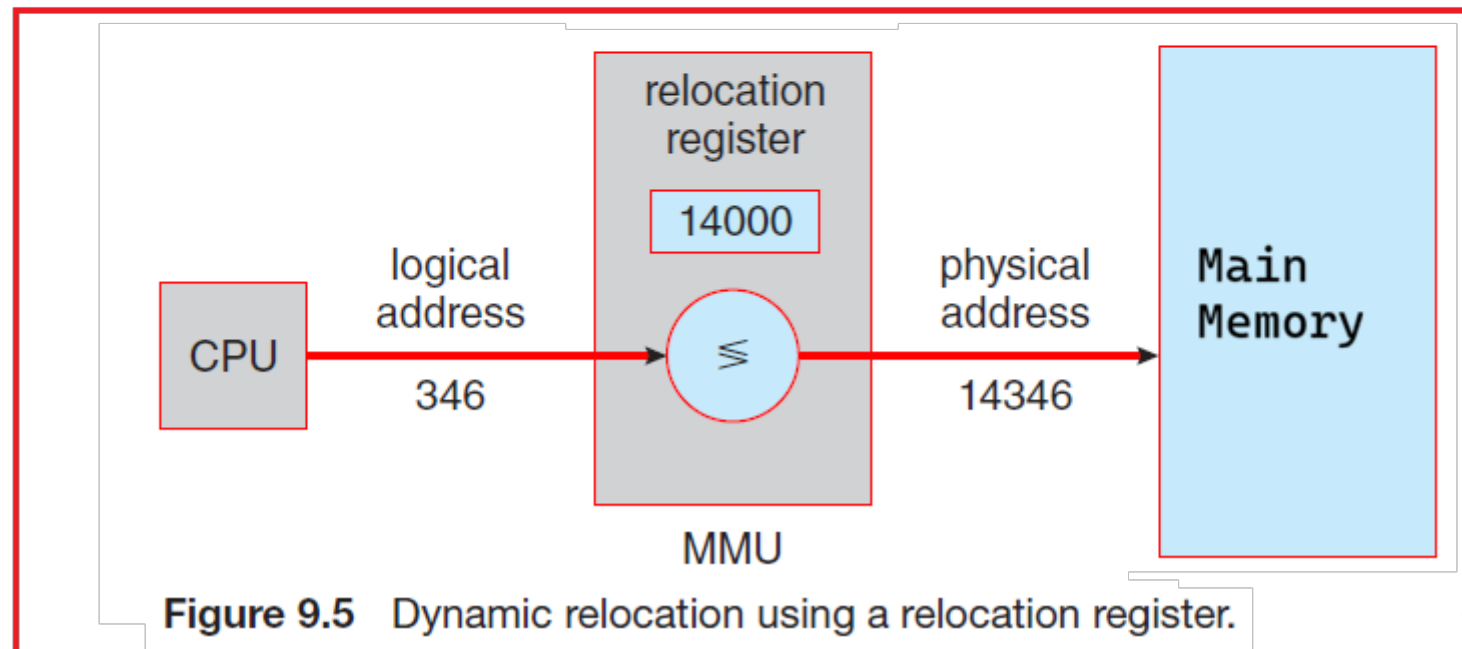 relocation
register
14000
logical
address
physical
address
Main
Memory
CPU
≶
346
14346
MMU
Figure 9.5 Dynamic relocation using a relocation register.